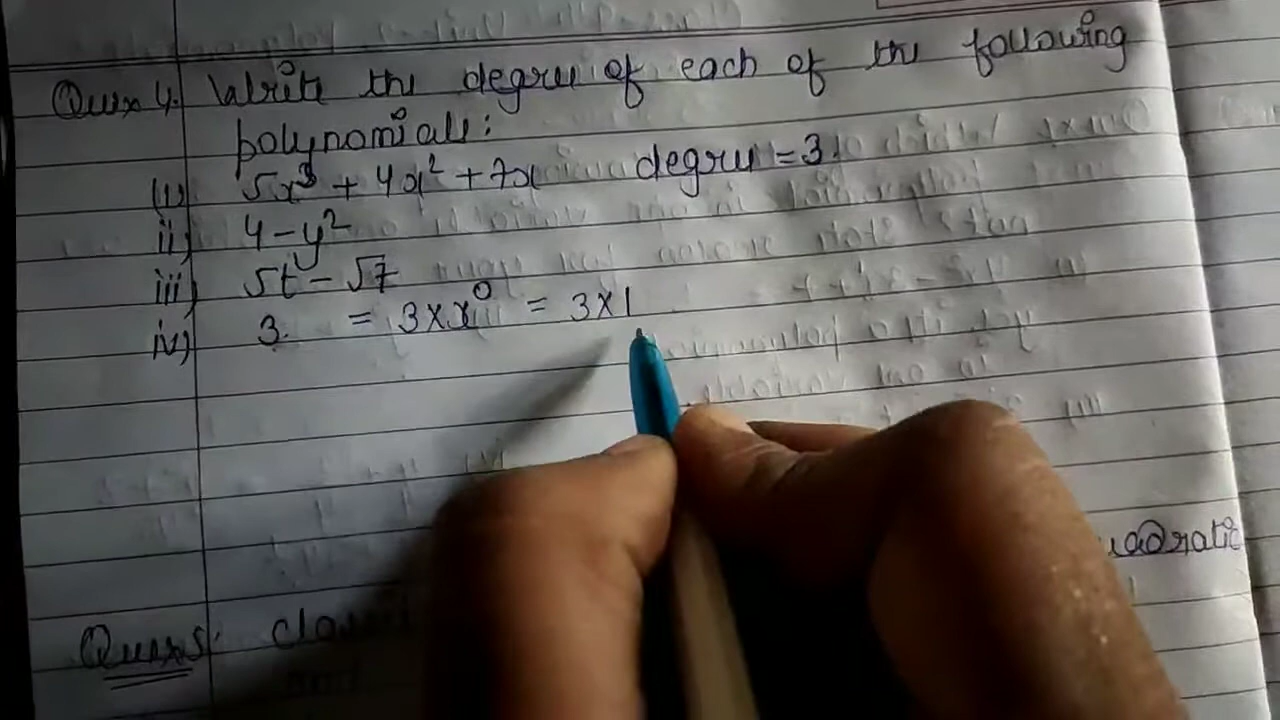 Ques 4. Write the degree of each of the following
polynomials:
(i) 5x³ + 4x² + 7x degree = 3.
ii) 4 - y²
iii) 5t - √7
iv) 3. = 3 × x⁰ = 3 × 1
uadratic
Ques 5: classi